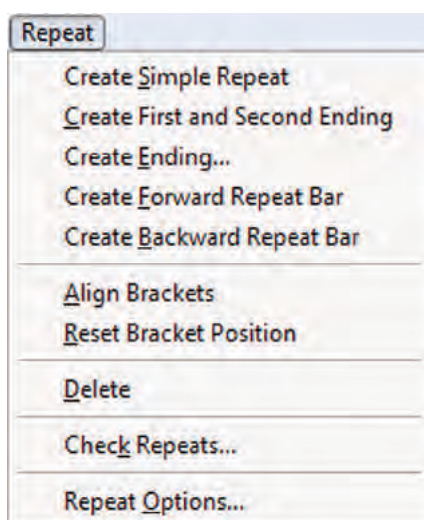 Repeat
Create Simple Repeat
Create First and Second Ending
Create Ending...
Create Forward Repeat Bar
Create Backward Repeat Bar
Align Brackets
Reset Bracket Position
Delete
Check Repeats...
Repeat Options...